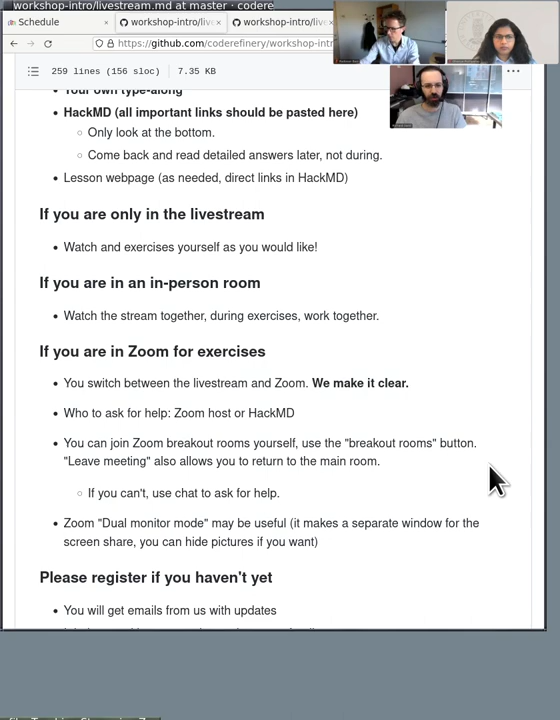 workshop-intro/livestream.md at master · codere
Schedule
workshop-intro/live
workshop-intro/live
https://github.com/coderefinery/workshop-intr
259 lines (156 sloc) 7.35 KB
Your own type-along
HackMD (all important links should be pasted here)
Only look at the bottom.
Come back and read detailed answers later, not during.
Lesson webpage (as needed, direct links in HackMD)
If you are only in the livestream
Watch and exercises yourself as you would like!
If you are in an in-person room
Watch the stream together, during exercises, work together.
If you are in Zoom for exercises
You switch between the livestream and Zoom. We make it clear.
Who to ask for help: Zoom host or HackMD
You can join Zoom breakout rooms yourself, use the "breakout rooms" button.
"Leave meeting" also allows you to return to the main room.
If you can't, use chat to ask for help.
Zoom "Dual monitor mode" may be useful (it makes a separate window for the
screen share, you can hide pictures if you want)
Please register if you haven't yet
You will get emails from us with updates